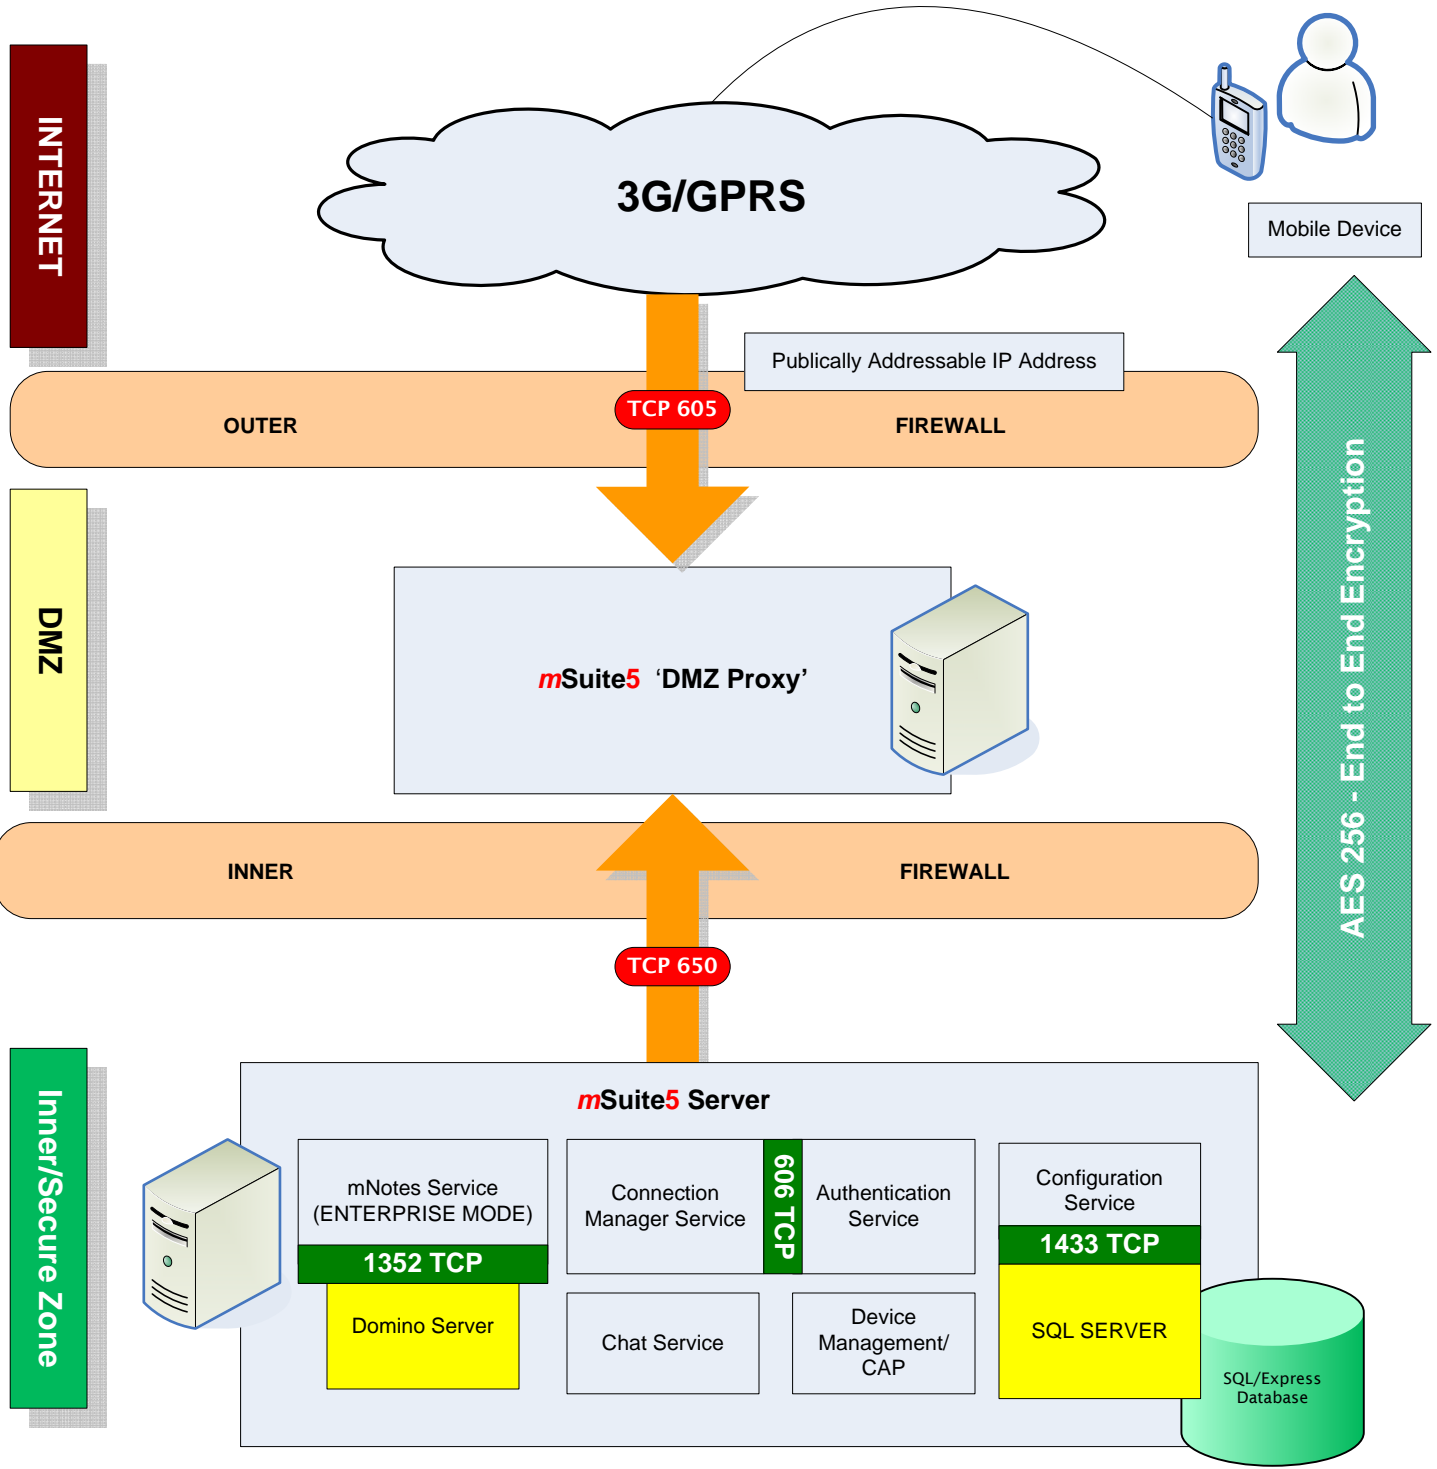 INTERNET
3G/GPRS
Mobile Device
Publically Addressable IP Address
TCP 605
OUTER
FIREWALL
AES 256 - End to End Encryption
DMZ
mSuite5 ‘DMZ Proxy’
INNER
FIREWALL
TCP 650
Inner/Secure Zone
mSuite5 Server
mNotes Service
(ENTERPRISE MODE)
1352 TCP
Domino Server
Connection
Manager Service
606 TCP
Authentication
Service
Configuration
Service
1433 TCP
SQL SERVER
Chat Service
Device
Management/
CAP
SQL/Express
Database